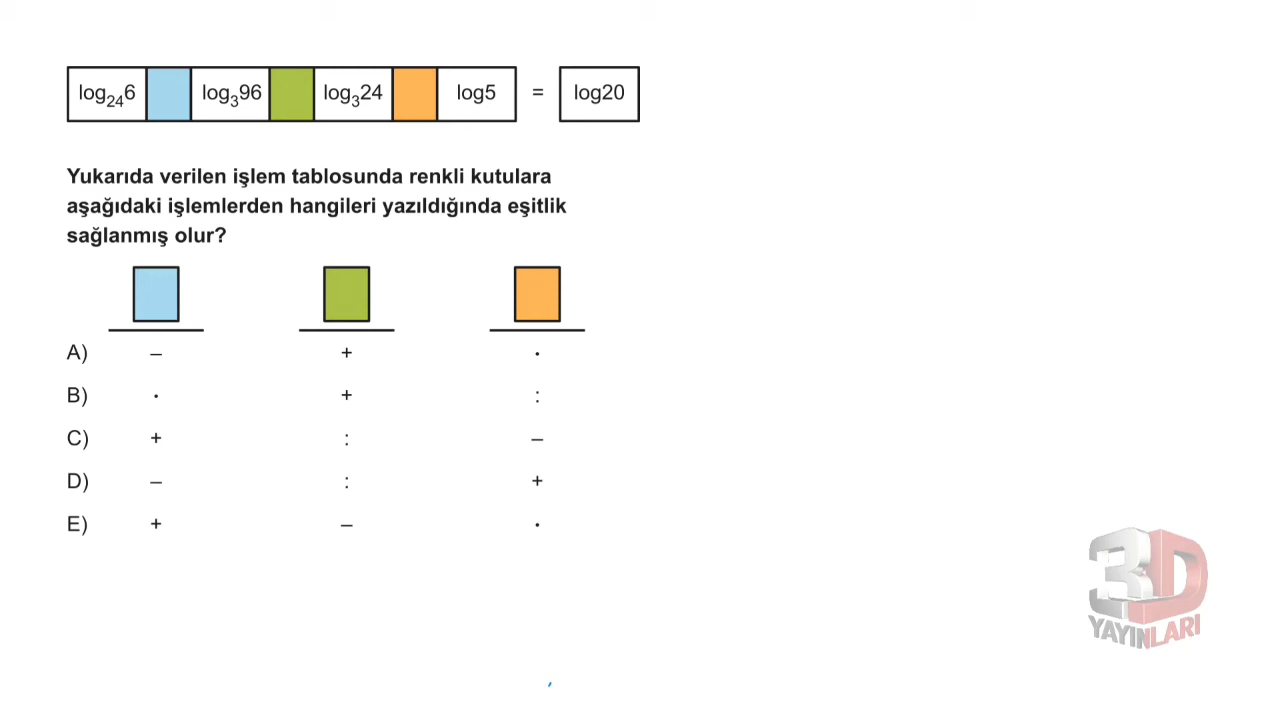 log₂₄6 log₃96 log₃24 log5 = log20
Yukarıda verilen işlem tablosunda renkli kutulara
aşağıdaki işlemlerden hangileri yazıldığında eşitlik
sağlanmış olur?
A) – + ·
B) · + :
C) + : –
D) – : +
E) + – ·
3D
YAYINLARI